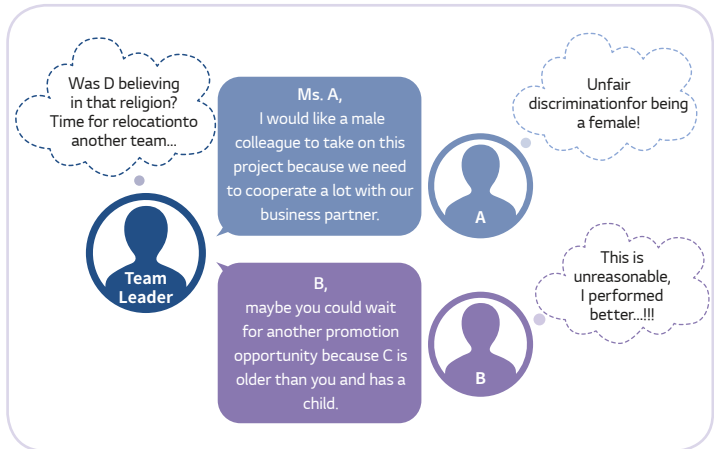 Was D believing
in that religion?
Time for relocationto
another team...
Team
Leader
Ms. A,
I would like a male
colleague to take on this
project because we need
to cooperate a lot with our
business partner.
A
Unfair
discriminationfor being
a female!
B,
maybe you could wait
for another promotion
opportunity because C is
older than you and has a
child.
B
This is
unreasonable,
I performed
better...!!!